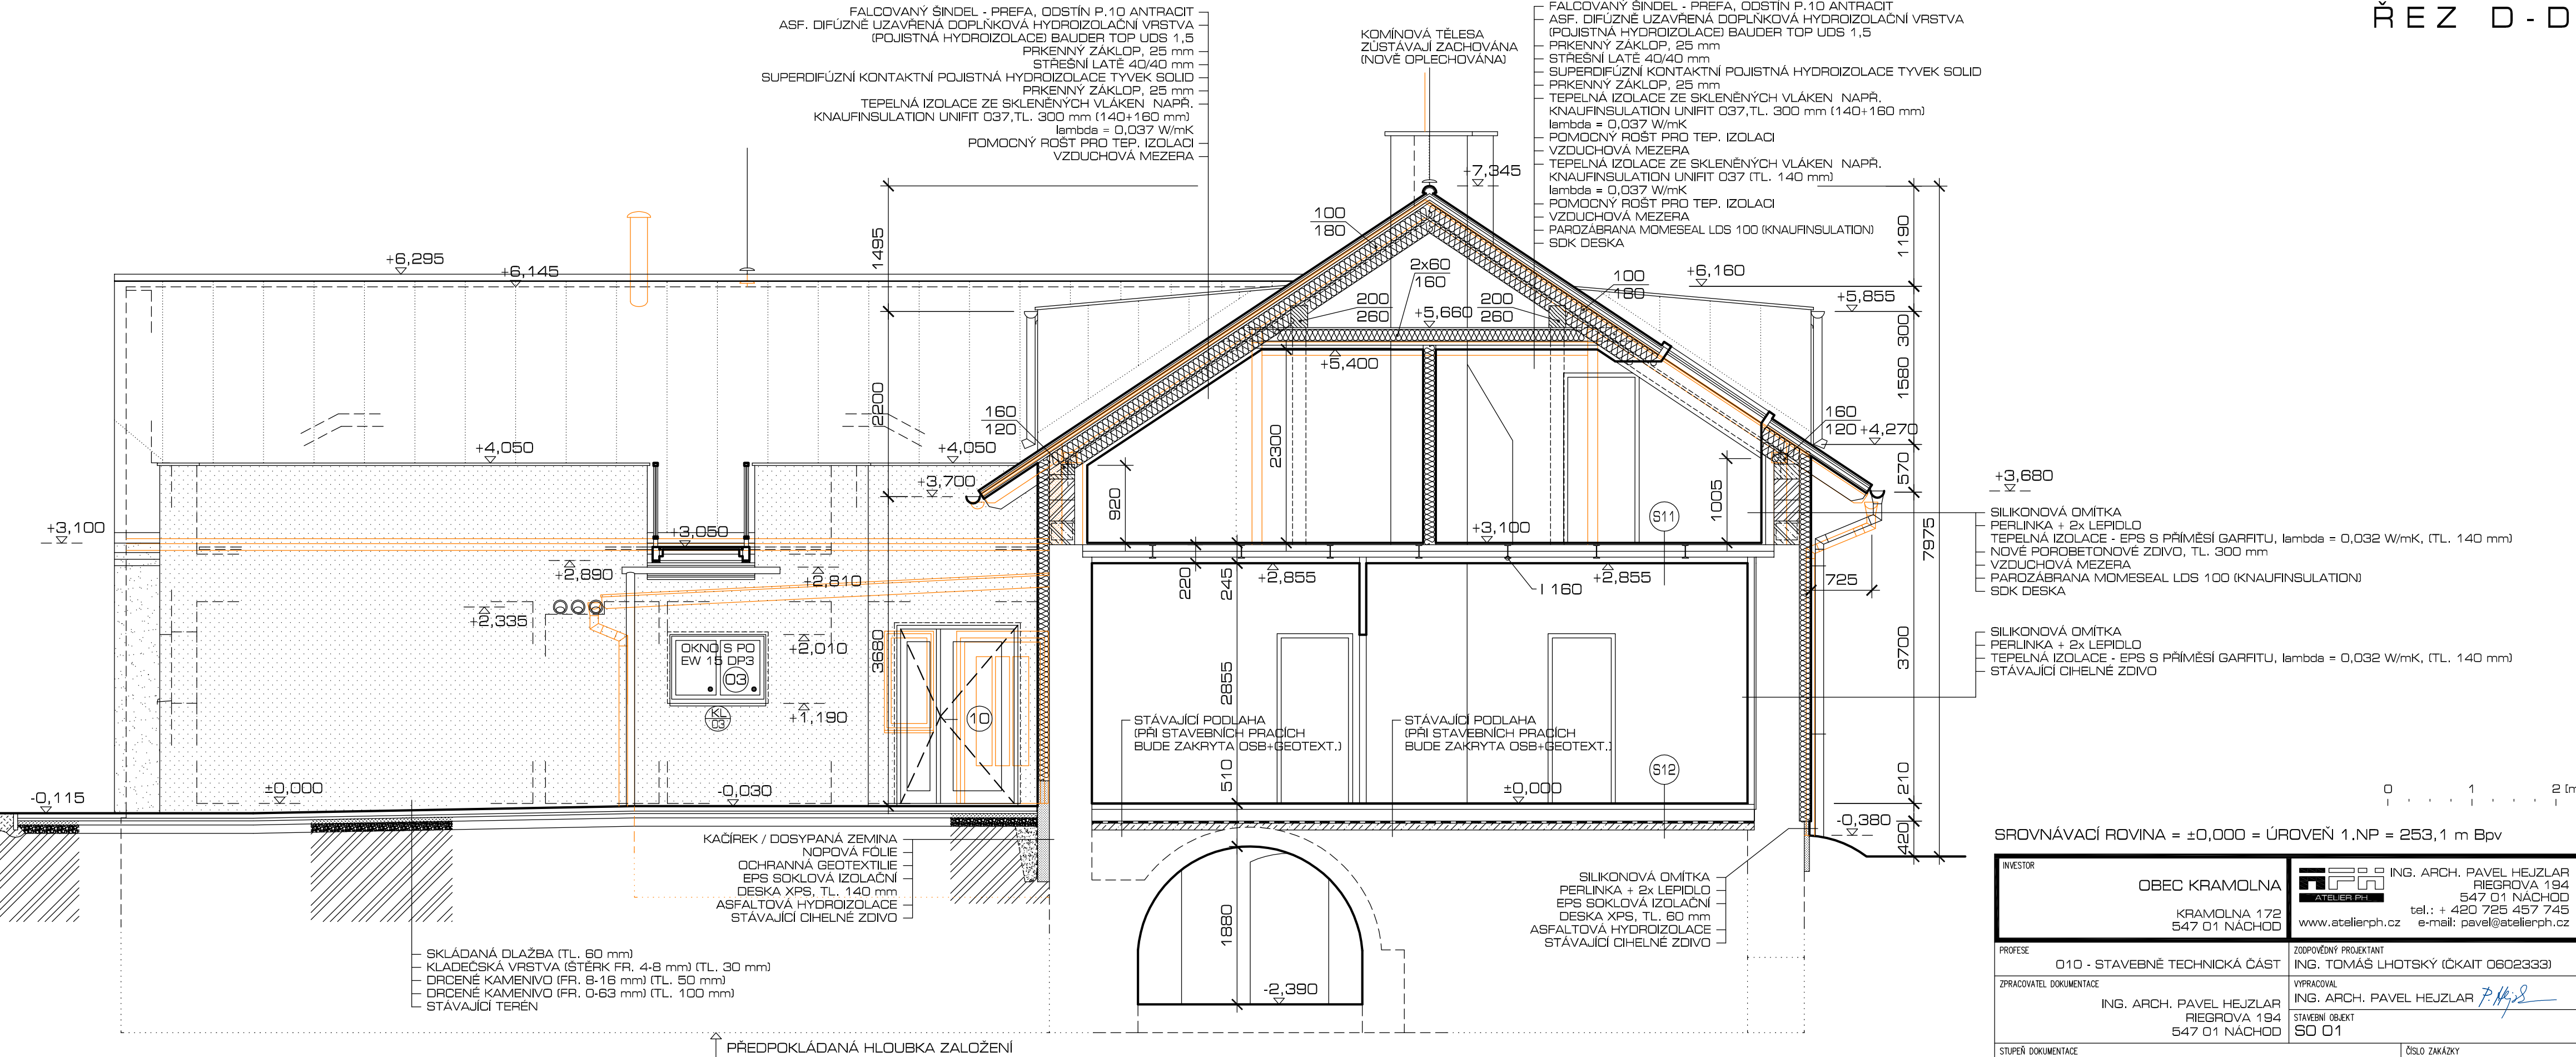 ŘEZ D-D
FALCOVANÝ ŠINDEL - PREFA, ODSTÍN P.10 ANTRACIT
ASF. DIFÚZNĚ UZAVŘENÁ DOPLŇKOVÁ HYDROIZOLAČNÍ VRSTVA
(POJISTNÁ HYDROIZOLACE) BAUDER TOP UDS 1,5
PRKENNÝ ZÁKLOP, 25 mm
STŘEŠNÍ LATĚ 40/40 mm
SUPERDIFÚZNÍ KONTAKTNÍ POJISTNÁ HYDROIZOLACE TYVEK SOLID
PRKENNÝ ZÁKLOP, 25 mm
TEPELNÁ IZOLACE ZE SKLENĚNÝCH VLÁKEN NAPŘ.
KNAUFINSULATION UNIFIT 037,TL. 300 mm (140+160 mm)
lambda = 0,037 W/mK
POMOCNÝ ROŠT PRO TEP. IZOLACI
VZDUCHOVÁ MEZERA
KOMÍNOVÁ TĚLESA
ZŮSTÁVAJÍ ZACHOVÁNA
(NOVĚ OPLECHOVÁNA)
FALCOVANÝ ŠINDEL - PREFA, ODSTÍN P.10 ANTRACIT
ASF. DIFÚZNĚ UZAVŘENÁ DOPLŇKOVÁ HYDROIZOLAČNÍ VRSTVA
(POJISTNÁ HYDROIZOLACE) BAUDER TOP UDS 1,5
PRKENNÝ ZÁKLOP, 25 mm
STŘEŠNÍ LATĚ 40/40 mm
SUPERDIFÚZNÍ KONTAKTNÍ POJISTNÁ HYDROIZOLACE TYVEK SOLID
PRKENNÝ ZÁKLOP, 25 mm
TEPELNÁ IZOLACE ZE SKLENĚNÝCH VLÁKEN NAPŘ.
KNAUFINSULATION UNIFIT 037,TL. 300 mm (140+160 mm)
lambda = 0,037 W/mK
POMOCNÝ ROŠT PRO TEP. IZOLACI
VZDUCHOVÁ MEZERA
TEPELNÁ IZOLACE ZE SKLENĚNÝCH VLÁKEN NAPŘ.
KNAUFINSULATION UNIFIT 037 (TL. 140 mm)
lambda = 0,037 W/mK
POMOCNÝ ROŠT PRO TEP. IZOLACI
VZDUCHOVÁ MEZERA
PAROZÁBRANA MOMESEAL LDS 100 (KNAUFINSULATION)
SDK DESKA
+7,345
100
180
1495
1190
+6,295
+6,145
2x60
160
100
180
+6,160
+5,855
200
260
+5,660
200
260
300
+5,400
1580
2200
160
120
160
120
+4,270
+4,050
+4,050
2300
570
+3,700
920
1005
+3,680
+3,100
+3,050
+3,100
S11
7975
SILIKONOVÁ OMÍTKA
PERLINKA + 2x LEPIDLO
TEPELNÁ IZOLACE - EPS S PŘÍMĚSÍ GARFITU, lambda = 0,032 W/mK, (TL. 140 mm)
NOVÉ POROBETONOVÉ ZDIVO, TL. 300 mm
VZDUCHOVÁ MEZERA
PAROZÁBRANA MOMESEAL LDS 100 (KNAUFINSULATION)
SDK DESKA
+2,890
+2,810
220
245
+2,855
I 160
+2,855
725
+2,335
SILIKONOVÁ OMÍTKA
PERLINKA + 2x LEPIDLO
TEPELNÁ IZOLACE - EPS S PŘÍMĚSÍ GARFITU, lambda = 0,032 W/mK, (TL. 140 mm)
STÁVAJÍCÍ CIHELNÉ ZDIVO
OKNO S PO
EW 15 DP3
03
+2,010
3680
2855
3700
KL
03
+1,190
10
STÁVAJÍCÍ PODLAHA
(PŘI STAVEBNÍCH PRACÍCH
BUDE ZAKRYTA OSB+GEOTEXT.)
STÁVAJÍCÍ PODLAHA
(PŘI STAVEBNÍCH PRACÍCH
BUDE ZAKRYTA OSB+GEOTEXT.)
S12
510
210
-0,115
±0,000
-0,030
±0,000
-0,380
420
0 1 2 (m
SROVNÁVACÍ ROVINA = ±0,000 = ÚROVEŇ 1.NP = 253,1 m Bpv
KAČÍREK / DOSYPANÁ ZEMINA
NOPOVÁ FÓLIE
OCHRANNÁ GEOTEXTILIE
EPS SOKLOVÁ IZOLAČNÍ
DESKA XPS, TL. 140 mm
ASFALTOVÁ HYDROIZOLACE
STÁVAJÍCÍ CIHELNÉ ZDIVO
1880
-2,390
SILIKONOVÁ OMÍTKA
PERLINKA + 2x LEPIDLO
EPS SOKLOVÁ IZOLAČNÍ
DESKA XPS, TL. 60 mm
ASFALTOVÁ HYDROIZOLACE
STÁVAJÍCÍ CIHELNÉ ZDIVO
SKLÁDANÁ DLAŽBA (TL. 60 mm)
KLADEČSKÁ VRSTVA (ŠTĚRK FR. 4-8 mm) (TL. 30 mm)
DRCENÉ KAMENIVO (FR. 8-16 mm) (TL. 50 mm)
DRCENÉ KAMENIVO (FR. 0-63 mm) (TL. 100 mm)
STÁVAJÍCÍ TERÉN
PŘEDPOKLÁDANÁ HLOUBKA ZALOŽENÍ
INVESTOR
OBEC KRAMOLNA
KRAMOLNA 172
547 01 NÁCHOD
ATELIER PH
ING. ARCH. PAVEL HEJZLAR
RIEGROVA 194
547 01 NÁCHOD
tel.: + 420 725 457 745
www.atelierph.cz e-mail: pavel@atelierph.cz
PROFESE
010 - STAVEBNĚ TECHNICKÁ ČÁST
ZODPOVĚDNÝ PROJEKTANT
ING. TOMÁŠ LHOTSKÝ (ČKAIT 0602333)
ZPRACOVATEL DOKUMENTACE
ING. ARCH. PAVEL HEJZLAR
RIEGROVA 194
547 01 NÁCHOD
VYPRACOVAL
ING. ARCH. PAVEL HEJZLAR
STAVEBNÍ OBJEKT
SO 01
STUPEŇ DOKUMENTACE
ČÍSLO ZAKÁZKY